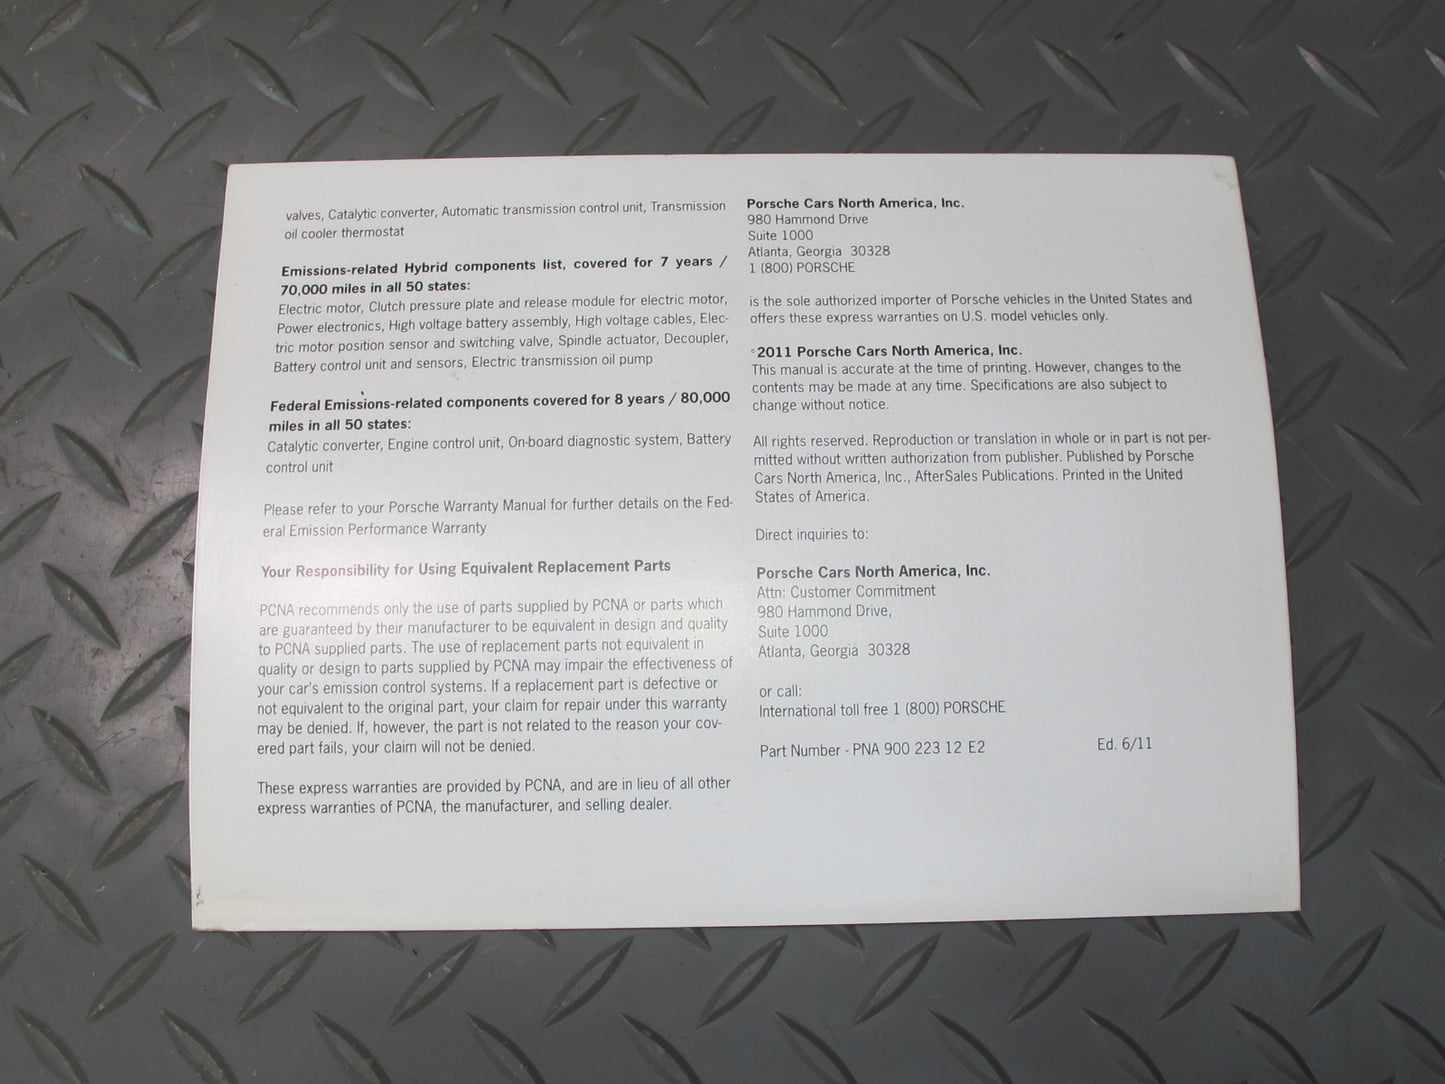 valves, Catalytic converter, Automatic transmission control unit, Transmission
oil cooler thermostat
Emissions-related Hybrid components list, covered for 7 years /
70,000 miles in all 50 states:
Electric motor, Clutch pressure plate and release module for electric motor,
Power electronics, High voltage battery assembly, High voltage cables, Elec-
tric motor position sensor and switching valve, Spindle actuator, Decoupler,
Battery control unit and sensors, Electric transmission oil pump
Federal Emissions-related components covered for 8 years / 80,000
miles in all 50 states:
Catalytic converter, Engine control unit, On-board diagnostic system, Battery
control unit
Please refer to your Porsche Warranty Manual for further details on the Fed-
eral Emission Performance Warranty
Your Responsibility for Using Equivalent Replacement Parts
PCNA recommends only the use of parts supplied by PCNA or parts which
are guaranteed by their manufacturer to be equivalent in design and quality
to PCNA supplied parts. The use of replacement parts not equivalent in
quality or design to parts supplied by PCNA may impair the effectiveness of
your car's emission control systems. If a replacement part is defective or
not equivalent to the original part, your claim for repair under this warranty
may be denied. If, however, the part is not related to the reason your cov-
ered part fails, your claim will not be denied.
These express warranties are provided by PCNA, and are in lieu of all other
express warranties of PCNA, the manufacturer, and selling dealer.
Porsche Cars North America, Inc.
980 Hammond Drive
Suite 1000
Atlanta, Georgia 30328
1 (800) PORSCHE
is the sole authorized importer of Porsche vehicles in the United States and
offers these express warranties on U.S. model vehicles only.
©2011 Porsche Cars North America, Inc.
This manual is accurate at the time of printing. However, changes to the
contents may be made at any time. Specifications are also subject to
change without notice.
All rights reserved. Reproduction or translation in whole or in part is not per-
mitted without written authorization from publisher. Published by Porsche
Cars North America, Inc., AfterSales Publications. Printed in the United
States of America.
Direct inquiries to:
Porsche Cars North America, Inc.
Attn: Customer Commitment
980 Hammond Drive,
Suite 1000
Atlanta, Georgia 30328
or call:
International toll free 1 (800) PORSCHE
Part Number - PNA 900 223 12 E2
Ed. 6/11